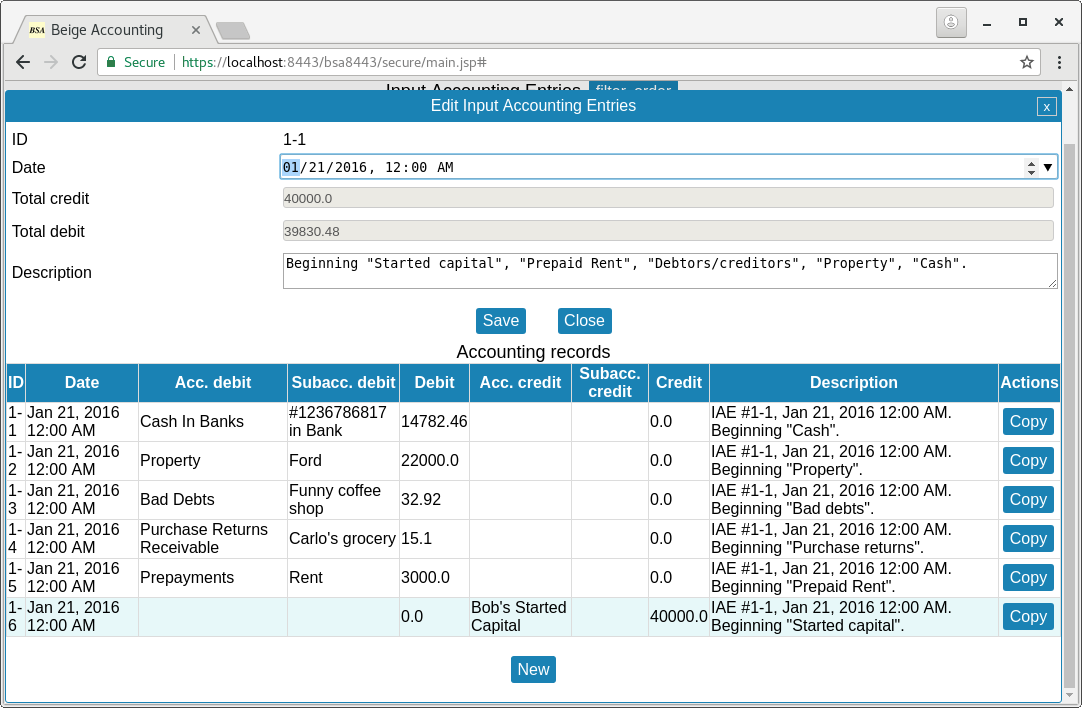 BSA Beige Accounting
Secure https://localhost:8443/bsa8443/secure/main.jsp#
Input Accounting Entries filter, order
Edit Input Accounting Entries x
ID 1-1
Date 01/21/2016, 12:00 AM
Total credit 40000.0
Total debit 39830.48
Description Beginning "Started capital", "Prepaid Rent", "Debtors/creditors", "Property", "Cash".
Save Close
Accounting records
ID Date Acc. debit Subacc. debit Debit Acc. credit Subacc. credit Credit Description Actions
1-1 Jan 21, 2016 12:00 AM Cash In Banks #1236786817 in Bank 14782.46 0.0 IAE #1-1, Jan 21, 2016 12:00 AM. Beginning "Cash". Copy
1-2 Jan 21, 2016 12:00 AM Property Ford 22000.0 0.0 IAE #1-1, Jan 21, 2016 12:00 AM. Beginning "Property". Copy
1-3 Jan 21, 2016 12:00 AM Bad Debts Funny coffee shop 32.92 0.0 IAE #1-1, Jan 21, 2016 12:00 AM. Beginning "Bad debts". Copy
1-4 Jan 21, 2016 12:00 AM Purchase Returns Receivable Carlo's grocery 15.1 0.0 IAE #1-1, Jan 21, 2016 12:00 AM. Beginning "Purchase returns". Copy
1-5 Jan 21, 2016 12:00 AM Prepayments Rent 3000.0 0.0 IAE #1-1, Jan 21, 2016 12:00 AM. Beginning "Prepaid Rent". Copy
1-6 Jan 21, 2016 12:00 AM 0.0 Bob's Started Capital 40000.0 IAE #1-1, Jan 21, 2016 12:00 AM. Beginning "Started capital". Copy
New